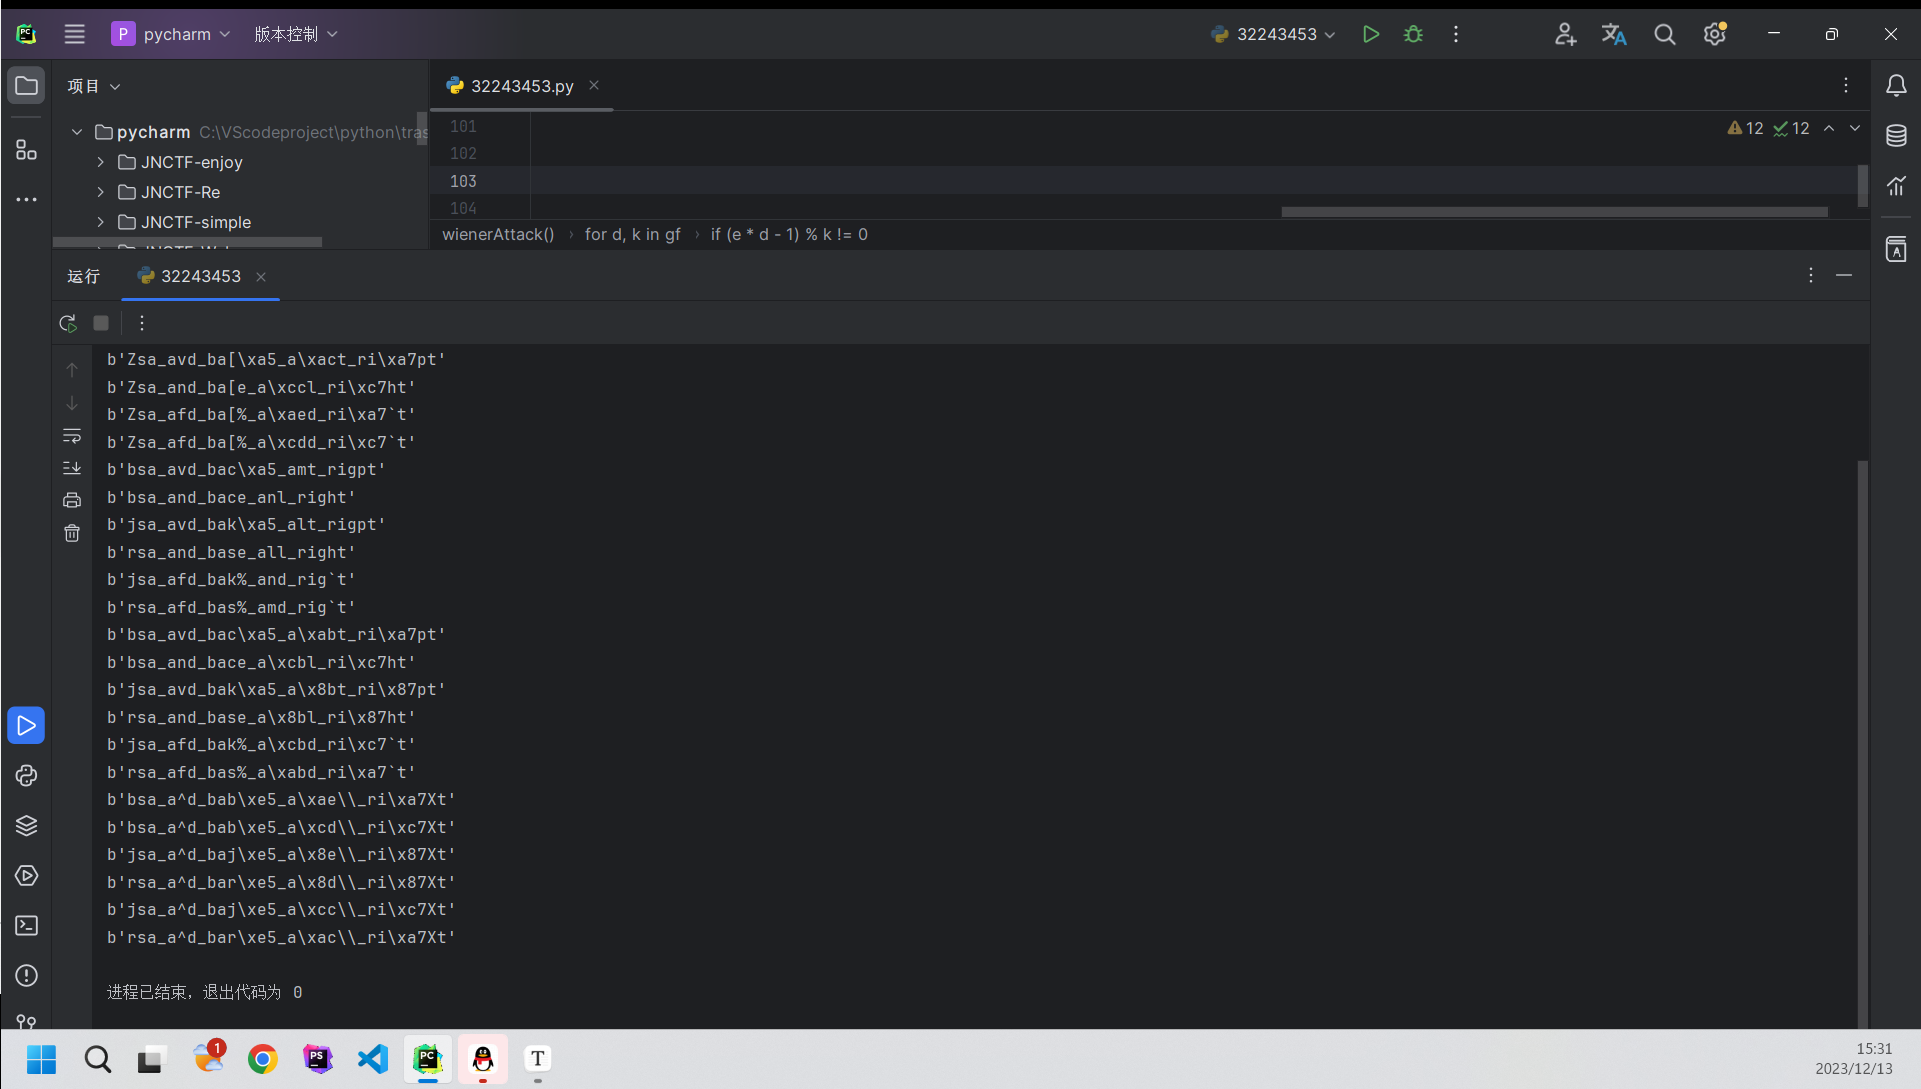 P pycharm 版本控制 32243453
项目
32243453.py
pycharm C:\VScodeproject\python\tras
JNCTF-enjoy
JNCTF-Re
JNCTF-simple
101
102
103
104
12 12
wienerAttack() › for d, k in gf › if (e * d - 1) % k != 0
运行 32243453
b'Zsa_avd_ba[\xa5_a\xact_ri\xa7pt'
b'Zsa_and_ba[e_a\xccl_ri\xc7ht'
b'Zsa_afd_ba[%_a\xaed_ri\xa7`t'
b'Zsa_afd_ba[%_a\xcdd_ri\xc7`t'
b'bsa_avd_bac\xa5_amt_rigpt'
b'bsa_and_bace_anl_right'
b'jsa_avd_bak\xa5_alt_rigpt'
b'rsa_and_base_all_right'
b'jsa_afd_bak%_and_rig`t'
b'rsa_afd_bas%_amd_rig`t'
b'bsa_avd_bac\xa5_a\xabt_ri\xa7pt'
b'bsa_and_bace_a\xcbl_ri\xc7ht'
b'jsa_avd_bak\xa5_a\x8bt_ri\x87pt'
b'rsa_and_base_a\x8bl_ri\x87ht'
b'jsa_afd_bak%_a\xcbd_ri\xc7`t'
b'rsa_afd_bas%_a\xabd_ri\xa7`t'
b'bsa_a^d_bab\xe5_a\xae\\_ri\xa7Xt'
b'bsa_a^d_bab\xe5_a\xcd\\_ri\xc7Xt'
b'jsa_a^d_baj\xe5_a\x8e\\_ri\x87Xt'
b'rsa_a^d_bar\xe5_a\x8d\\_ri\x87Xt'
b'jsa_a^d_baj\xe5_a\xcc\\_ri\xc7Xt'
b'rsa_a^d_bar\xe5_a\xac\\_ri\xa7Xt'
进程已结束，退出代码为 0
1
PS
PC
T
15:31
2023/12/13